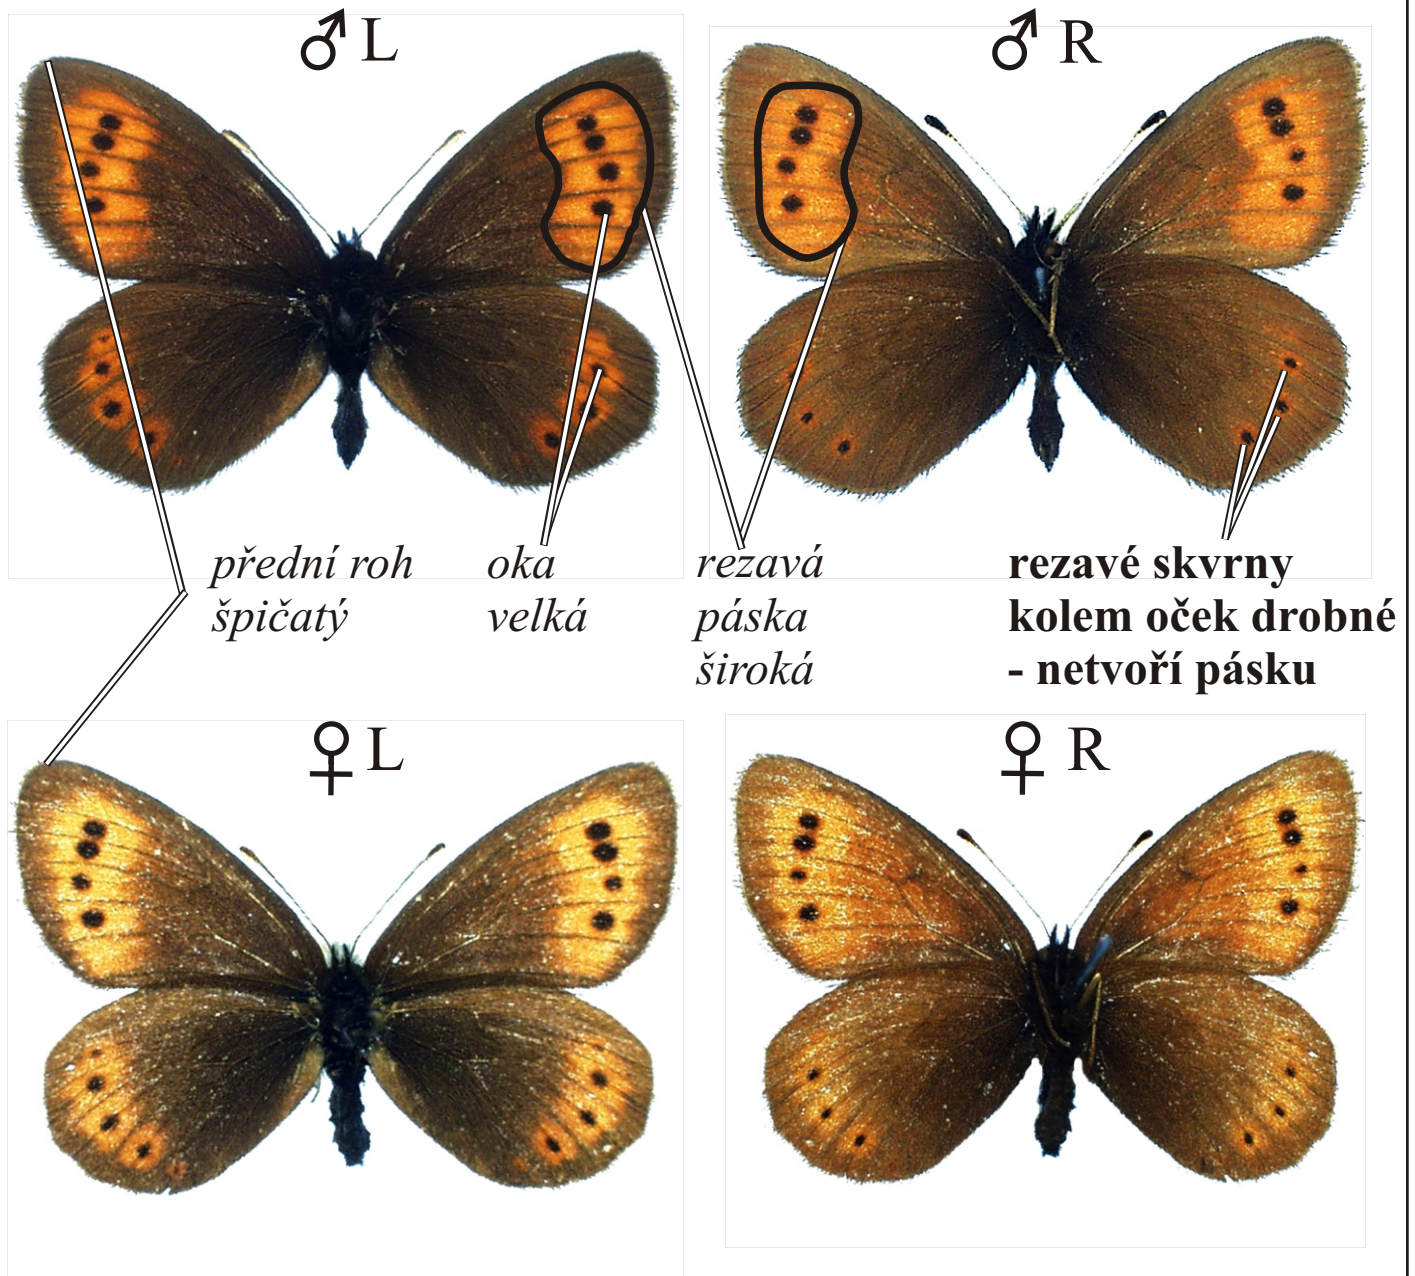 ♂ L
♂ R
přední roh
špičatý
oka
velká
rezavá
páska
široká
rezavé skvrny
kolem oček drobné
- netvoří pásku
♀ L
♀ R